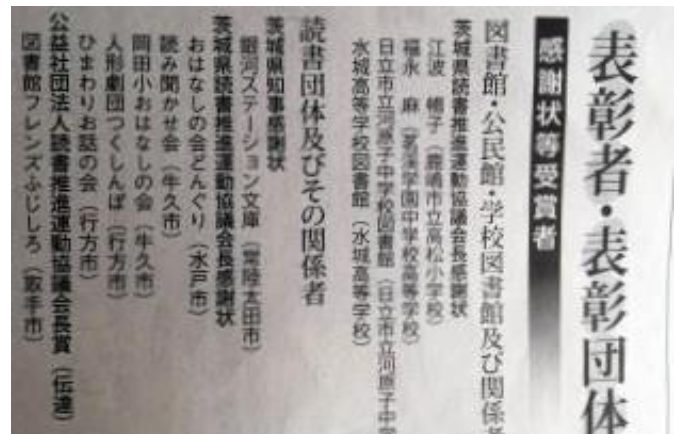 表彰者・表彰団体
感謝状等受賞者
図書館・公民館・学校図書館及び関係者
茨城県読書推進運動協議会長感謝状
江波 帳子(鹿嶋市立高松小学校)
福永 麻(茗溪学園中学校高等学校)
日立市立河原子中学校図書館(日立市立河原子中学
水城高等学校図書館(水城高等学校)
読書団体及びその関係者
茨城県知事感謝状
銀河ステーション文庫(常陸太田市)
茨城県読書推進運動協議会長感謝状
おはなしの会どんぐり(水戸市)
読み聞かせ会(牛久市)
岡田小おはなしの会(牛久市)
人形劇団つくしんぼ(行方市)
ひまわりお話の会(行方市)
公益社団法人読書推進運動協議会長賞(伝達)
図書館フレンズふじしろ(取手市)